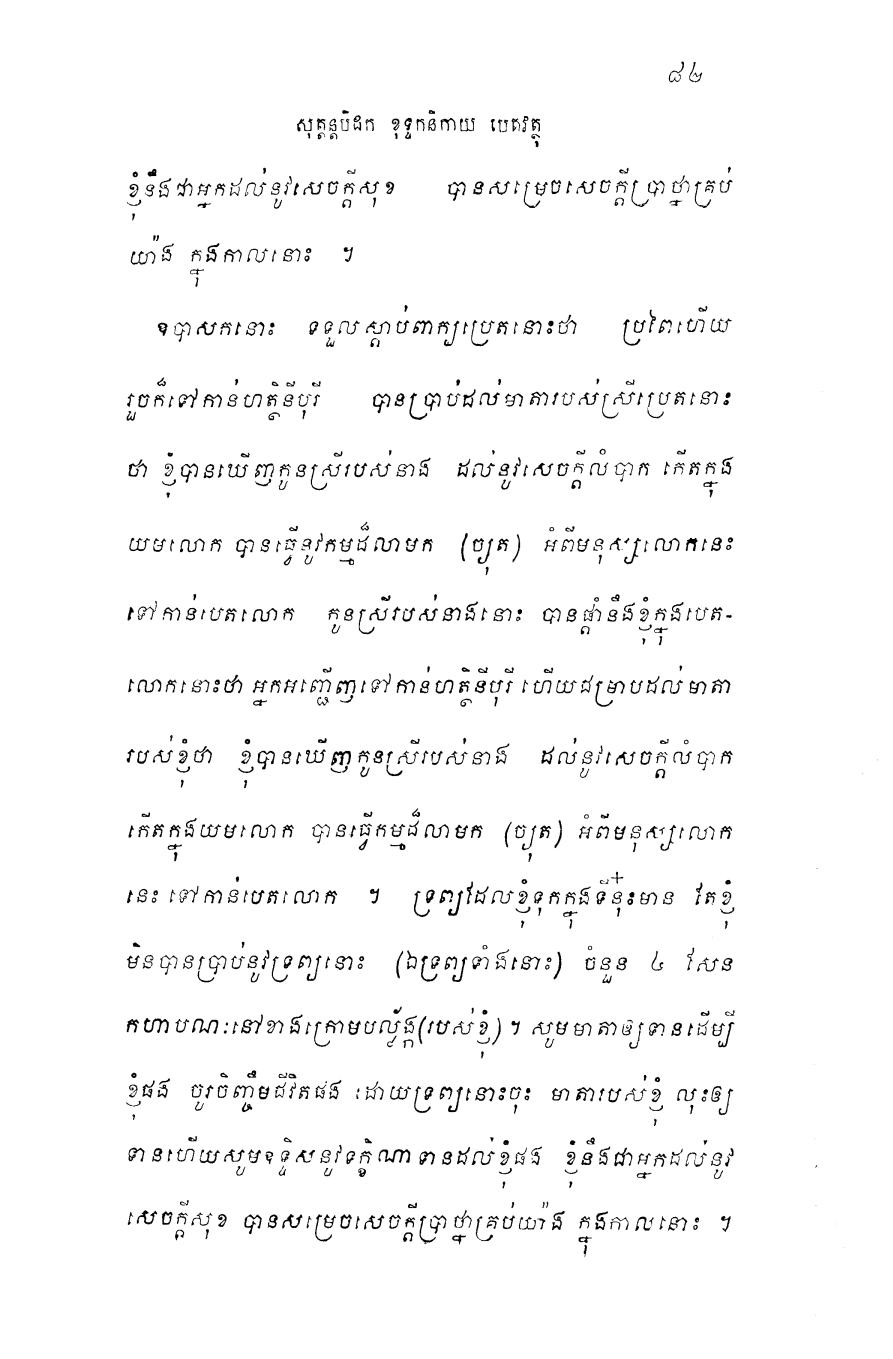 ៨៤
សុត្តន្តបិដក ខុទ្ទកនិកាយ បេតវត្ថុ
ខ្ញុំនឹងជាអ្នកដល់នូវសេចក្តីសុខ បានសម្រេចសេចក្តីប្រាថ្នាគ្រប់
យ៉ាង ក្នុងកាលនោះ ។
ឧបាសកនោះ ទទួលស្តាប់ពាក្យប្រេតនោះថា ប្រពៃហើយ
រួចក៏ទៅកាន់ហត្ថិនីបុរី បានប្រាប់ដល់មាតារបស់ស្រីប្រេតនោះ
ថា ខ្ញុំបានឃើញកូនស្រីរបស់នាង ដល់នូវសេចក្តីលំបាក កើតក្នុង
យមលោក បានធ្វើនូវកម្មដ៏លាមក (ច្យុត) អំពីមនុស្សលោកនេះ
ទៅកាន់បេតលោក កូនស្រីរបស់នាងនោះ បានផ្តាំនឹងខ្ញុំក្នុងបេត-
លោកនោះថា អ្នកអញ្ជើញទៅកាន់ហត្ថិនីបុរី ហើយជម្រាបដល់មាតា
របស់ខ្ញុំថា ខ្ញុំបានឃើញកូនស្រីរបស់នាង ដល់នូវសេចក្តីលំបាក
កើតក្នុងយមលោក បានធ្វើកម្មដ៏លាមក (ច្យុត) អំពីមនុស្សលោក
នេះ ទៅកាន់បេតលោក ។ ទ្រព្យដែលខ្ញុំទុកក្នុងទីនុ៎ះមាន តែខ្ញុំ
មិនបានប្រាប់នូវទ្រព្យនោះ (ឯទ្រព្យទាំងនោះ) ចំនួន ៤ សែន
កហាបណៈនៅខាងក្រោមបល្ល័ង្ក(របស់ខ្ញុំ) ។ សូមមាតាឲ្យទានដើម្បី
ខ្ញុំផង ចូរចិញ្ចឹមជីវិតផង ដោយទ្រព្យនោះចុះ មាតារបស់ខ្ញុំ លុះឲ្យ
ទានហើយសូមឧទ្ទិសនូវទក្ខិណាទានដល់ខ្ញុំផង ខ្ញុំនឹងជាអ្នកដល់នូវ
សេចក្តីសុខ បានសម្រេចសេចក្តីប្រាថ្នាគ្រប់យ៉ាង ក្នុងកាលនោះ ។